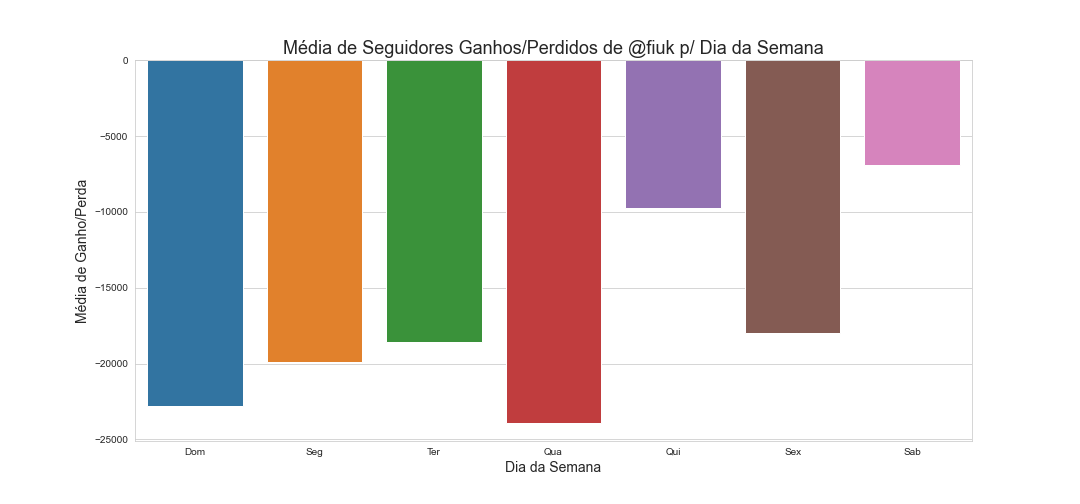 Média de Seguidores Ganhos/Perdidos de @fiuk p/ Dia da Semana
Média de Ganho/Perda
0
−5000
−10000
−15000
−20000
−25000
Dom Seg Ter Qua Qui Sex Sab
Dia da Semana